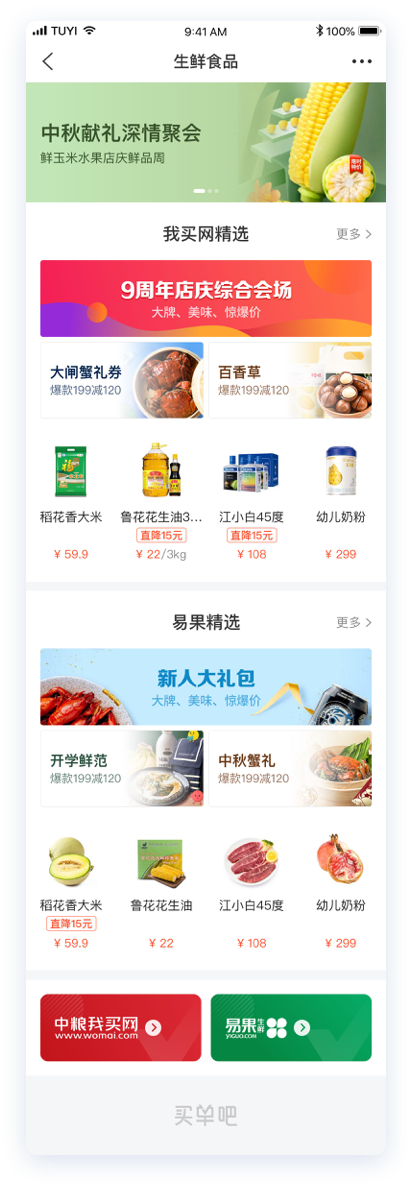 TUYI 9:41 AM 100%
生鲜食品
中秋献礼深情聚会
鲜玉米水果店庆鲜品周
限时
特价
我买网精选 更多
9周年店庆综合会场
大牌、美味、惊爆价
大闸蟹礼券 百香草
爆款199减120 爆款199减120
稻花香大米 鲁花花生油3... 江小白45度 幼儿奶粉
直降15元 直降15元
¥ 59.9 ¥ 22/3kg ¥ 108 ¥ 299
易果精选 更多
新人大礼包
大牌、美味、惊爆价
开学鲜范 中秋蟹礼
爆款199减120 爆款199减120
稻花香大米 鲁花花生油 江小白45度 幼儿奶粉
直降15元
¥ 59.9 ¥ 22 ¥ 108 ¥ 299
中粮我买网 易果生鲜
www.womai.com YIGUO.COM
买单吧